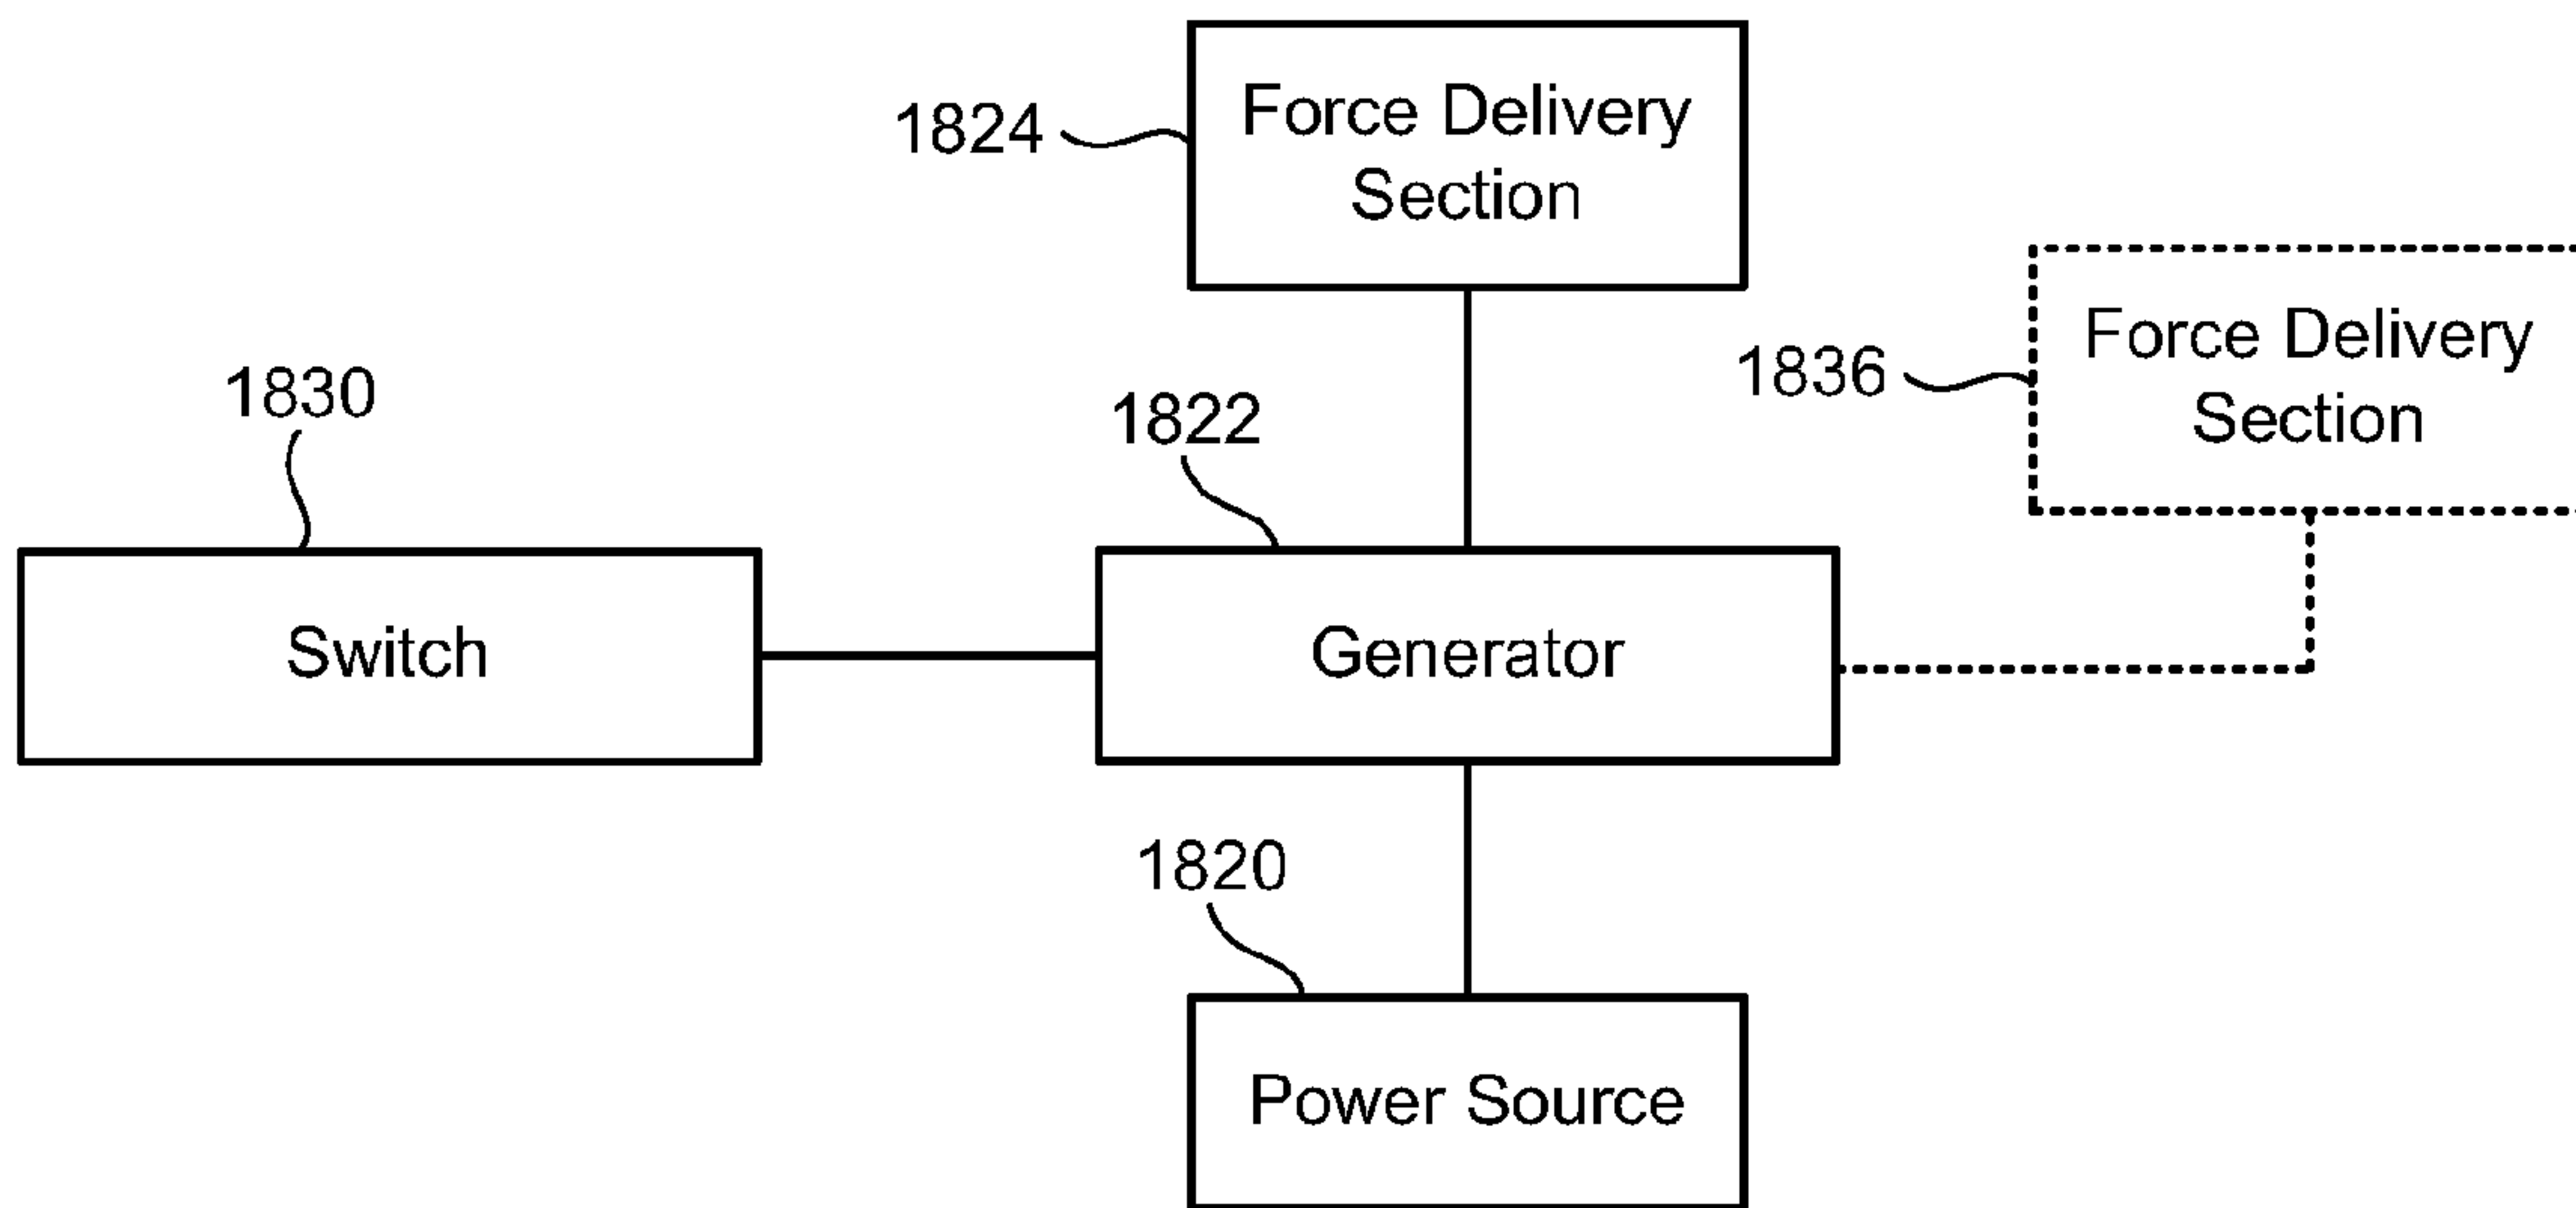 1824
Force Delivery
Section
1836
Force Delivery
Section
1830
1822
Switch
Generator
1820
Power Source